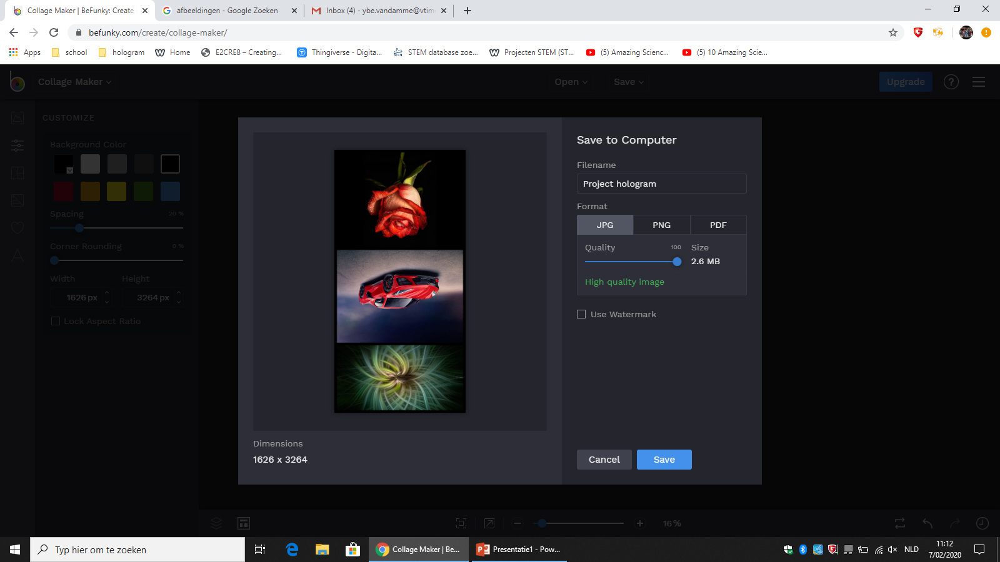 Collage Maker | BeFunky: Create
afbeeldingen - Google Zoeken
Inbox (4) - ybe.vandamme@vtim
befunky.com/create/collage-maker/
Apps
school
hologram
Home
E2CRE8 – Creating...
Thingiverse - Digita...
STEM database zoe...
Projecten STEM (ST...
(5) Amazing Scienc...
(5) 10 Amazing Scie...
Collage Maker
Open
Save
Upgrade
?
CUSTOMIZE
Background Color
Spacing
20 %
Corner Rounding
0 %
Width
Height
1626 px
3264 px
Lock Aspect Ratio
Dimensions
1626 x 3264
Save to Computer
Filename
Project hologram
Format
JPG
PNG
PDF
Quality
100
Size
2.6 MB
High quality image
Use Watermark
Cancel
Save
16%
Typ hier om te zoeken
Collage Maker | Be...
Presentatie1 - Pow...
NLD
11:12
7/02/2020